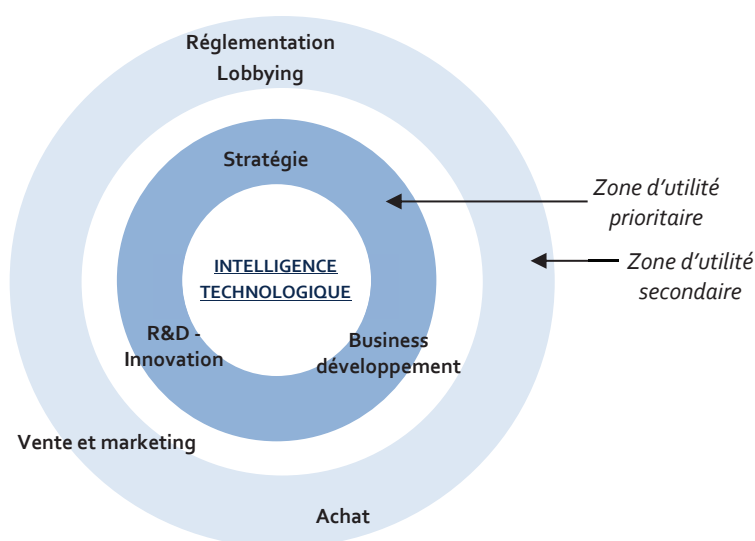 Réglementation
Lobbying
Stratégie
Zone d'utilité
prioritaire
Zone d'utilité
secondaire
INTELLIGENCE
TECHNOLOGIQUE
R&D -
Innovation
Business
développement
Vente et marketing
Achat